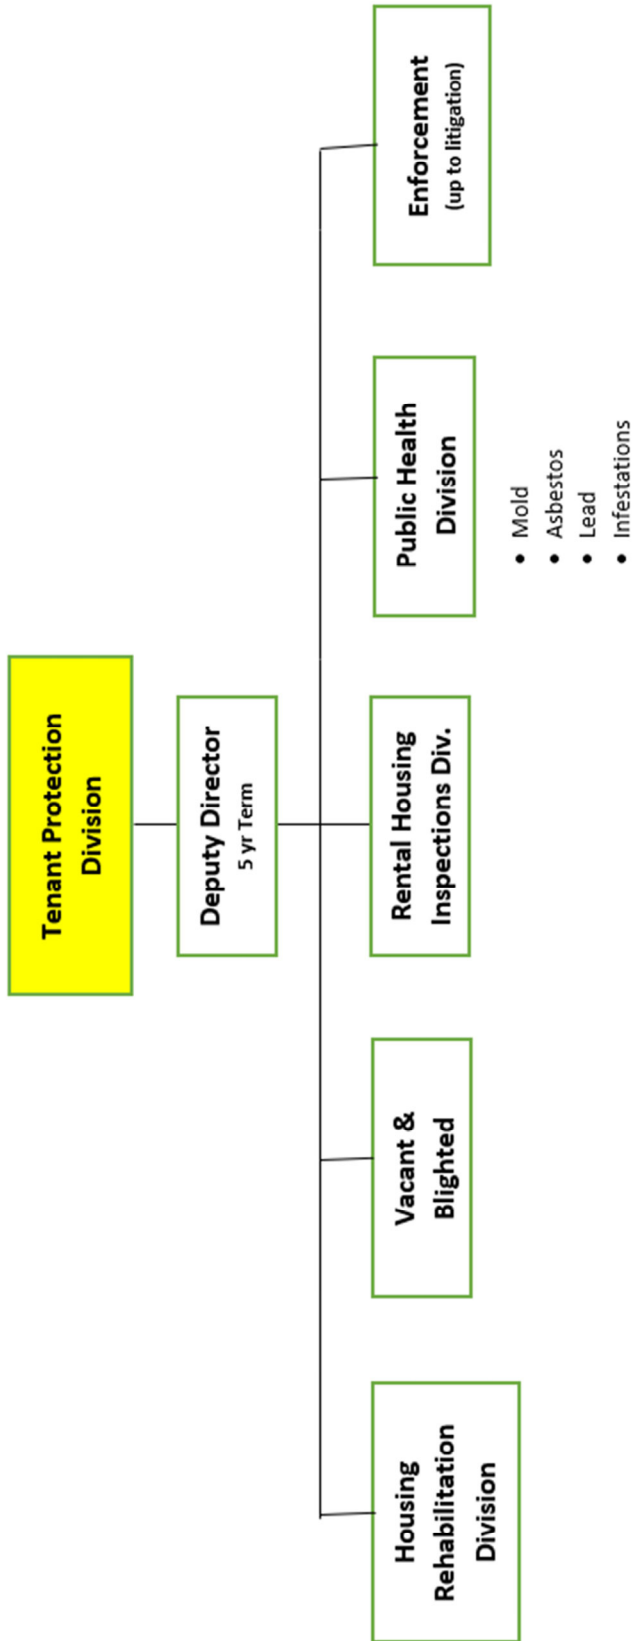 Tenant Protection
Division
Deputy Director
5 yr Term
Housing
Rehabilitation
Division
Vacant &
Blighted
Rental Housing
Inspections Div.
Public Health
Division
• Mold
• Asbestos
• Lead
• Infestations
Enforcement
(up to litigation)